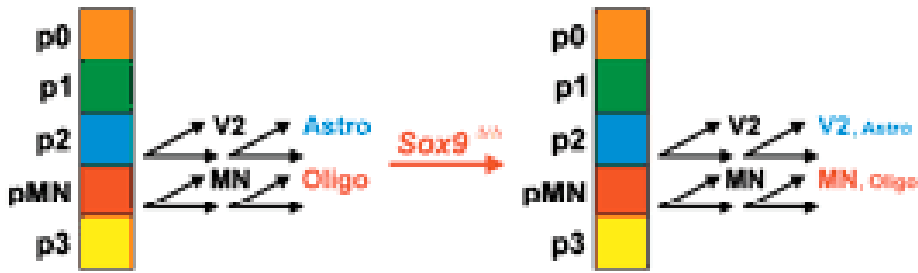 p0
p1
p2
pMN
p3
V2
Astro
MN
Oligo
Sox9 Δ/Δ
p0
p1
p2
pMN
p3
V2
V2, Astro
MN
MN, Oligo